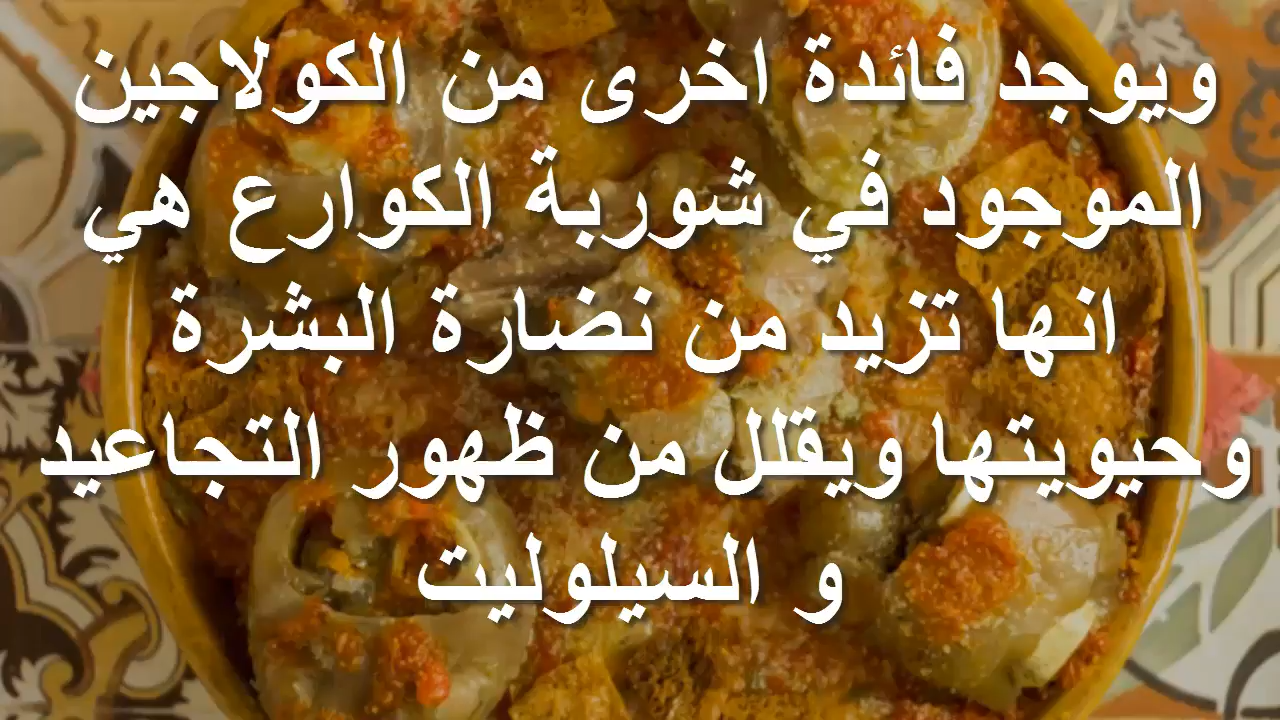 ويوجد فائدة اخرى من الكولاجين
الموجود في شوربة الكوارع هي
انها تزيد من نضارة البشرة
وحيويتها ويقلل من ظهور التجاعيد
و السيلوليت